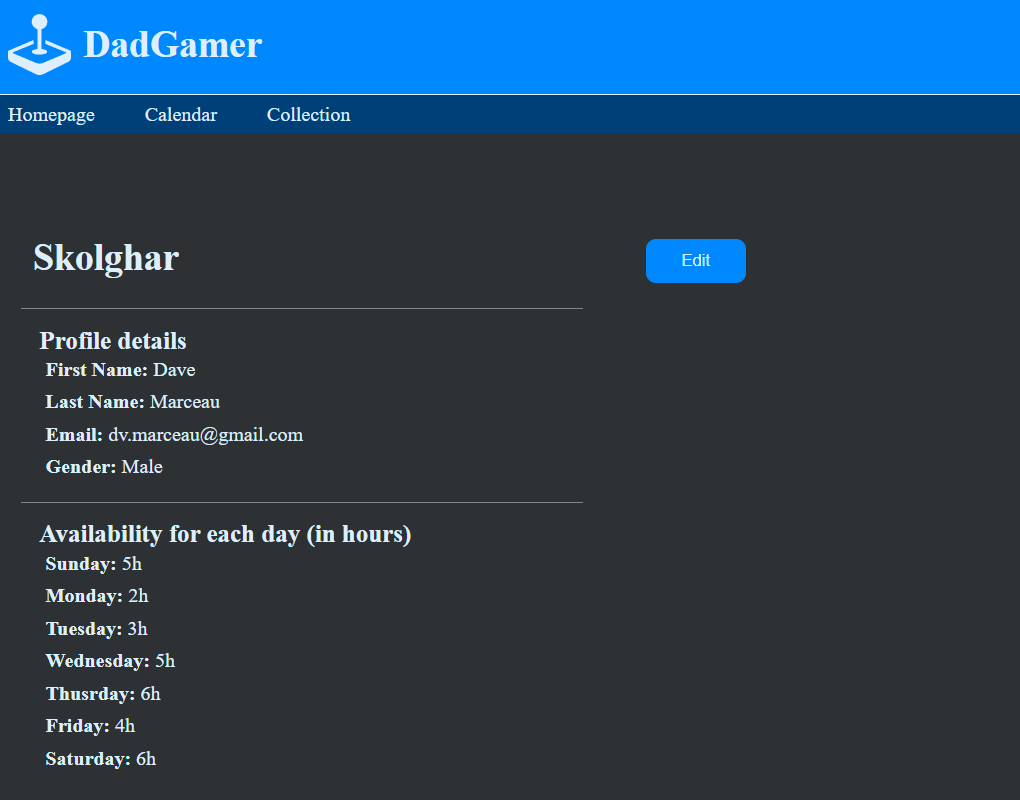 DadGamer
Homepage Calendar Collection
Skolghar
Edit
Profile details
First Name: Dave
Last Name: Marceau
Email: dv.marceau@gmail.com
Gender: Male
Availability for each day (in hours)
Sunday: 5h
Monday: 2h
Tuesday: 3h
Wednesday: 5h
Thusrday: 6h
Friday: 4h
Saturday: 6h